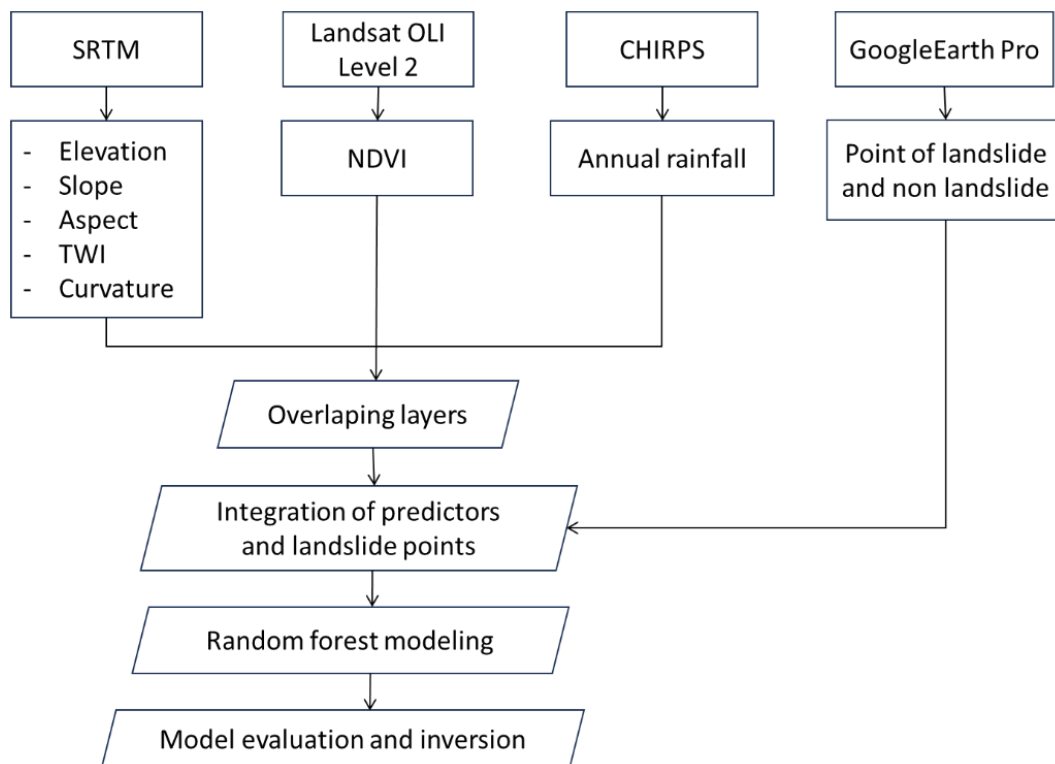 SRTM
Landsat OLI
Level 2
CHIRPS
GoogleEarth Pro
- Elevation
- Slope
- Aspect
- TWI
- Curvature
NDVI
Annual rainfall
Point of landslide
and non landslide
Overlaping layers
Integration of predictors
and landslide points
Random forest modeling
Model evaluation and inversion